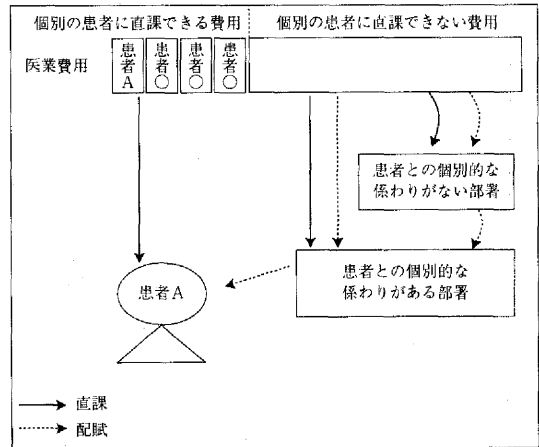 個別の患者に直課できる費用
個別の患者に直課できない費用
医業費用
患者A
患者○
患者○
患者○
患者との個別的な
係わりがない部署
患者との個別的な
係わりがある部署
患者A
直課
配賦